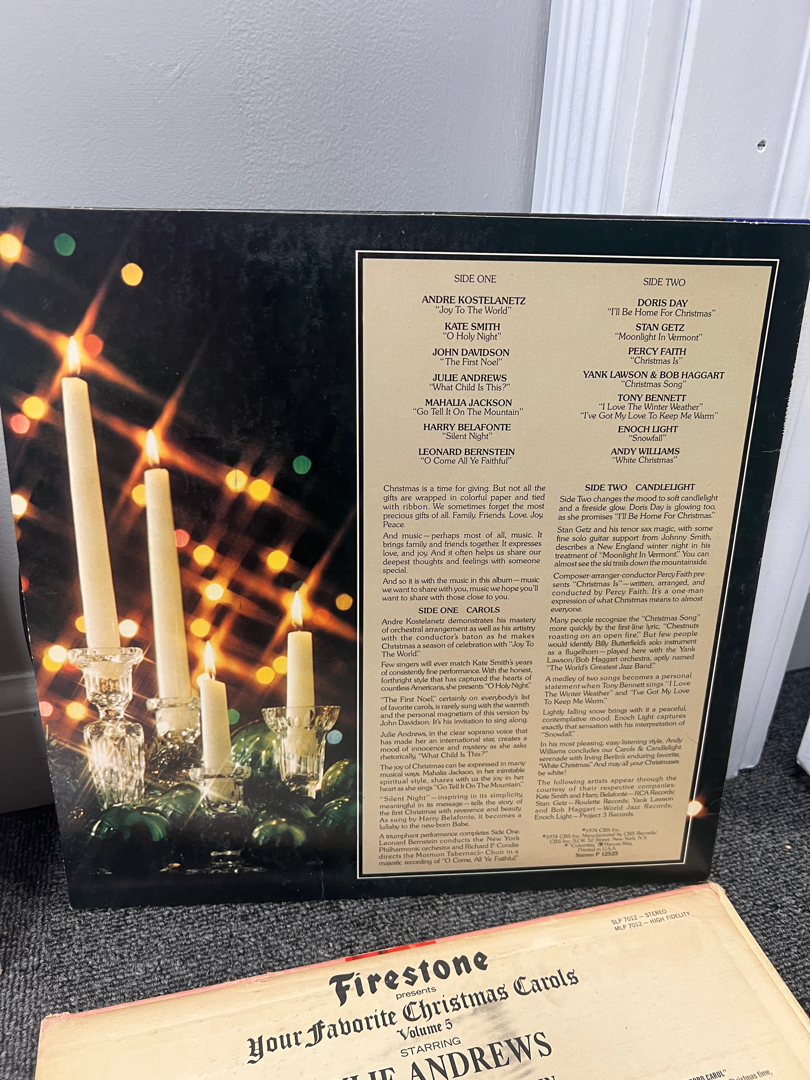 SIDE ONE
ANDRE KOSTELANETZ
"Joy To The World"
KATE SMITH
"O Holy Night"
JOHN DAVIDSON
"The First Noel"
JULIE ANDREWS
"What Child Is This?"
MAHALIA JACKSON
"Go Tell It On The Mountain"
HARRY BELAFONTE
"Silent Night"
LEONARD BERNSTEIN
"O Come All Ye Faithful"
Christmas is a time for giving. But not all the
gifts are wrapped in colorful paper and tied
with ribbon. We sometimes forget the most
precious gifts of all. Family. Friends. Love. Joy.
Peace.
And music—perhaps most of all, music. It
brings family and friends together. It expresses
love, and joy. And it often helps us share our
deepest thoughts and feelings with someone
special.
And so it is with the music in this album—music
we want to share with you, music we hope you'll
want to share with those close to you.
SIDE ONE CAROLS
Andre Kostelanetz demonstrates his mastery
of orchestral arrangement as well as his artistry
with the conductor's baton as he makes
Christmas a season of celebration with "Joy To
The World"
Few singers will ever match Kate Smith's years
of consistently fine performance. With the honest,
forthright style that has captured the hearts of
countless Americans, she presents "O Holy Night."
"The First Noel" certainly on everybody's list
of favorite carols, is rarely sung with the warmth
and the personal magnetism of this version by
John Davidson. It's his invitation to sing along.
Julie Andrews, in the clear soprano voice that
has made her an international star, creates a
mood of innocence and mystery as she asks
rhetorically, "What Child Is This?"
The joy of Christmas can be expressed in many
musical ways. Mahalia Jackson, in her inimitable
spiritual style, shares with us the joy in her
heart as she sings "Go Tell It On The Mountain."
"Silent Night"—inspiring in its simplicity,
meaningful in its message—tells the story of
the first Christmas with reverence and beauty.
As sung by Harry Belafonte, it becomes a
lullaby to the new-born Babe.
A triumphant performance completes Side One.
Leonard Bernstein conducts the New York
Philharmonic orchestra and Richard P. Condie
directs the Mormon Tabernacle Choir in a
majestic recording of "O Come, All Ye Faithful"
SIDE TWO
DORIS DAY
"I'll Be Home For Christmas"
STAN GETZ
"Moonlight In Vermont"
PERCY FAITH
"Christmas Is"
YANK LAWSON & BOB HAGGART
"Christmas Song"
TONY BENNETT
"I Love The Winter Weather"
"I've Got My Love To Keep Me Warm"
ENOCH LIGHT
"Snowfall"
ANDY WILLIAMS
"White Christmas"
SIDE TWO CANDLELIGHT
Side Two changes the mood to soft candlelight
and a fireside glow. Doris Day is glowing too,
as she promises "I'll Be Home For Christmas."
Stan Getz and his tenor sax magic, with some
fine solo guitar support from Johnny Smith,
describes a New England winter night in his
treatment of "Moonlight In Vermont." You can
almost see the ski trails down the mountainside.
Composer-arranger-conductor Percy Faith pre-
sents "Christmas Is"—written, arranged, and
conducted by Percy Faith. It's a one-man
expression of what Christmas means to almost
everyone.
Many people recognize the "Christmas Song"
more quickly by the first-line lyric, "Chestnuts
roasting on an open fire." But few people
would identify Billy Butterfield's solo instrument
as a flugelhorn—played here with the Yank
Lawson/Bob Haggart orchestra, aptly named
"The World's Greatest Jazz Band."
A medley of two songs becomes a personal
statement when Tony Bennett sings "I Love
The Winter Weather" and "I've Got My Love
To Keep Me Warm."
Lightly falling snow brings with it a peaceful,
contemplative mood. Enoch Light captures
exactly that sensation with his interpretation of
"Snowfall."
In his most pleasing, easy-listening style, Andy
Williams concludes our Carols & Candlelight
serenade with Irving Berlin's enduring favorite,
"White Christmas." And may all your Christmases
be white!
The following artists appear through the
courtesy of their respective companies:
Kate Smith and Harry Belafonte—RCA Records;
Stan Getz—Roulette Records; Yank Lawson
and Bob Haggart—World Jazz Records;
Enoch Light—Project 3 Records.
℗1974 CBS Inc.
©1974 CBS Inc. Manufactured by CBS Records/
CBS Inc./51 W. 52 Street, New York, N.Y.
Printed in U.S.A.
Stereo P 12525
SLP 7012—STEREO
MLP 7012—HIGH FIDELITY
Firestone
presents
Your Favorite Christmas Carols
Volume 5
STARRING
ANDREWS